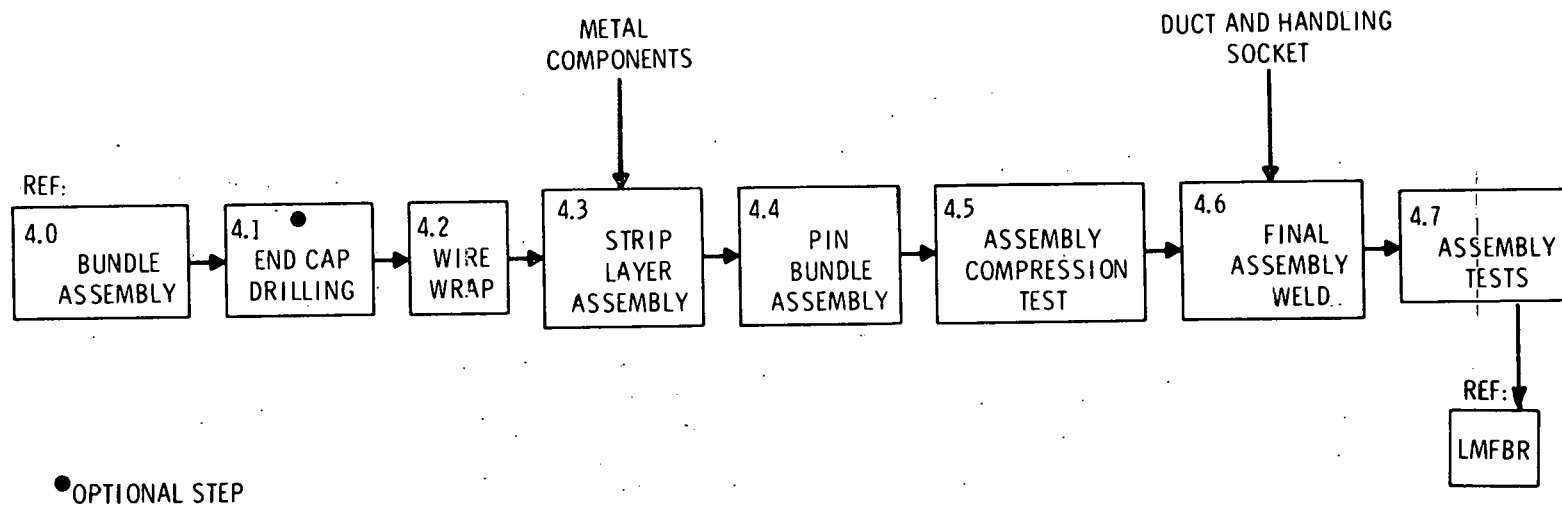 METAL
COMPONENTS
DUCT AND HANDLING
SOCKET
REF:
4.0
BUNDLE
ASSEMBLY
4.1
END CAP
DRILLING
4.2
WIRE
WRAP
4.3
STRIP
LAYER
ASSEMBLY
4.4
PIN
BUNDLE
ASSEMBLY
4.5
ASSEMBLY
COMPRESSION
TEST
4.6
FINAL
ASSEMBLY
WELD
4.7
ASSEMBLY
TESTS
REF:
LMFBR
●OPTIONAL STEP